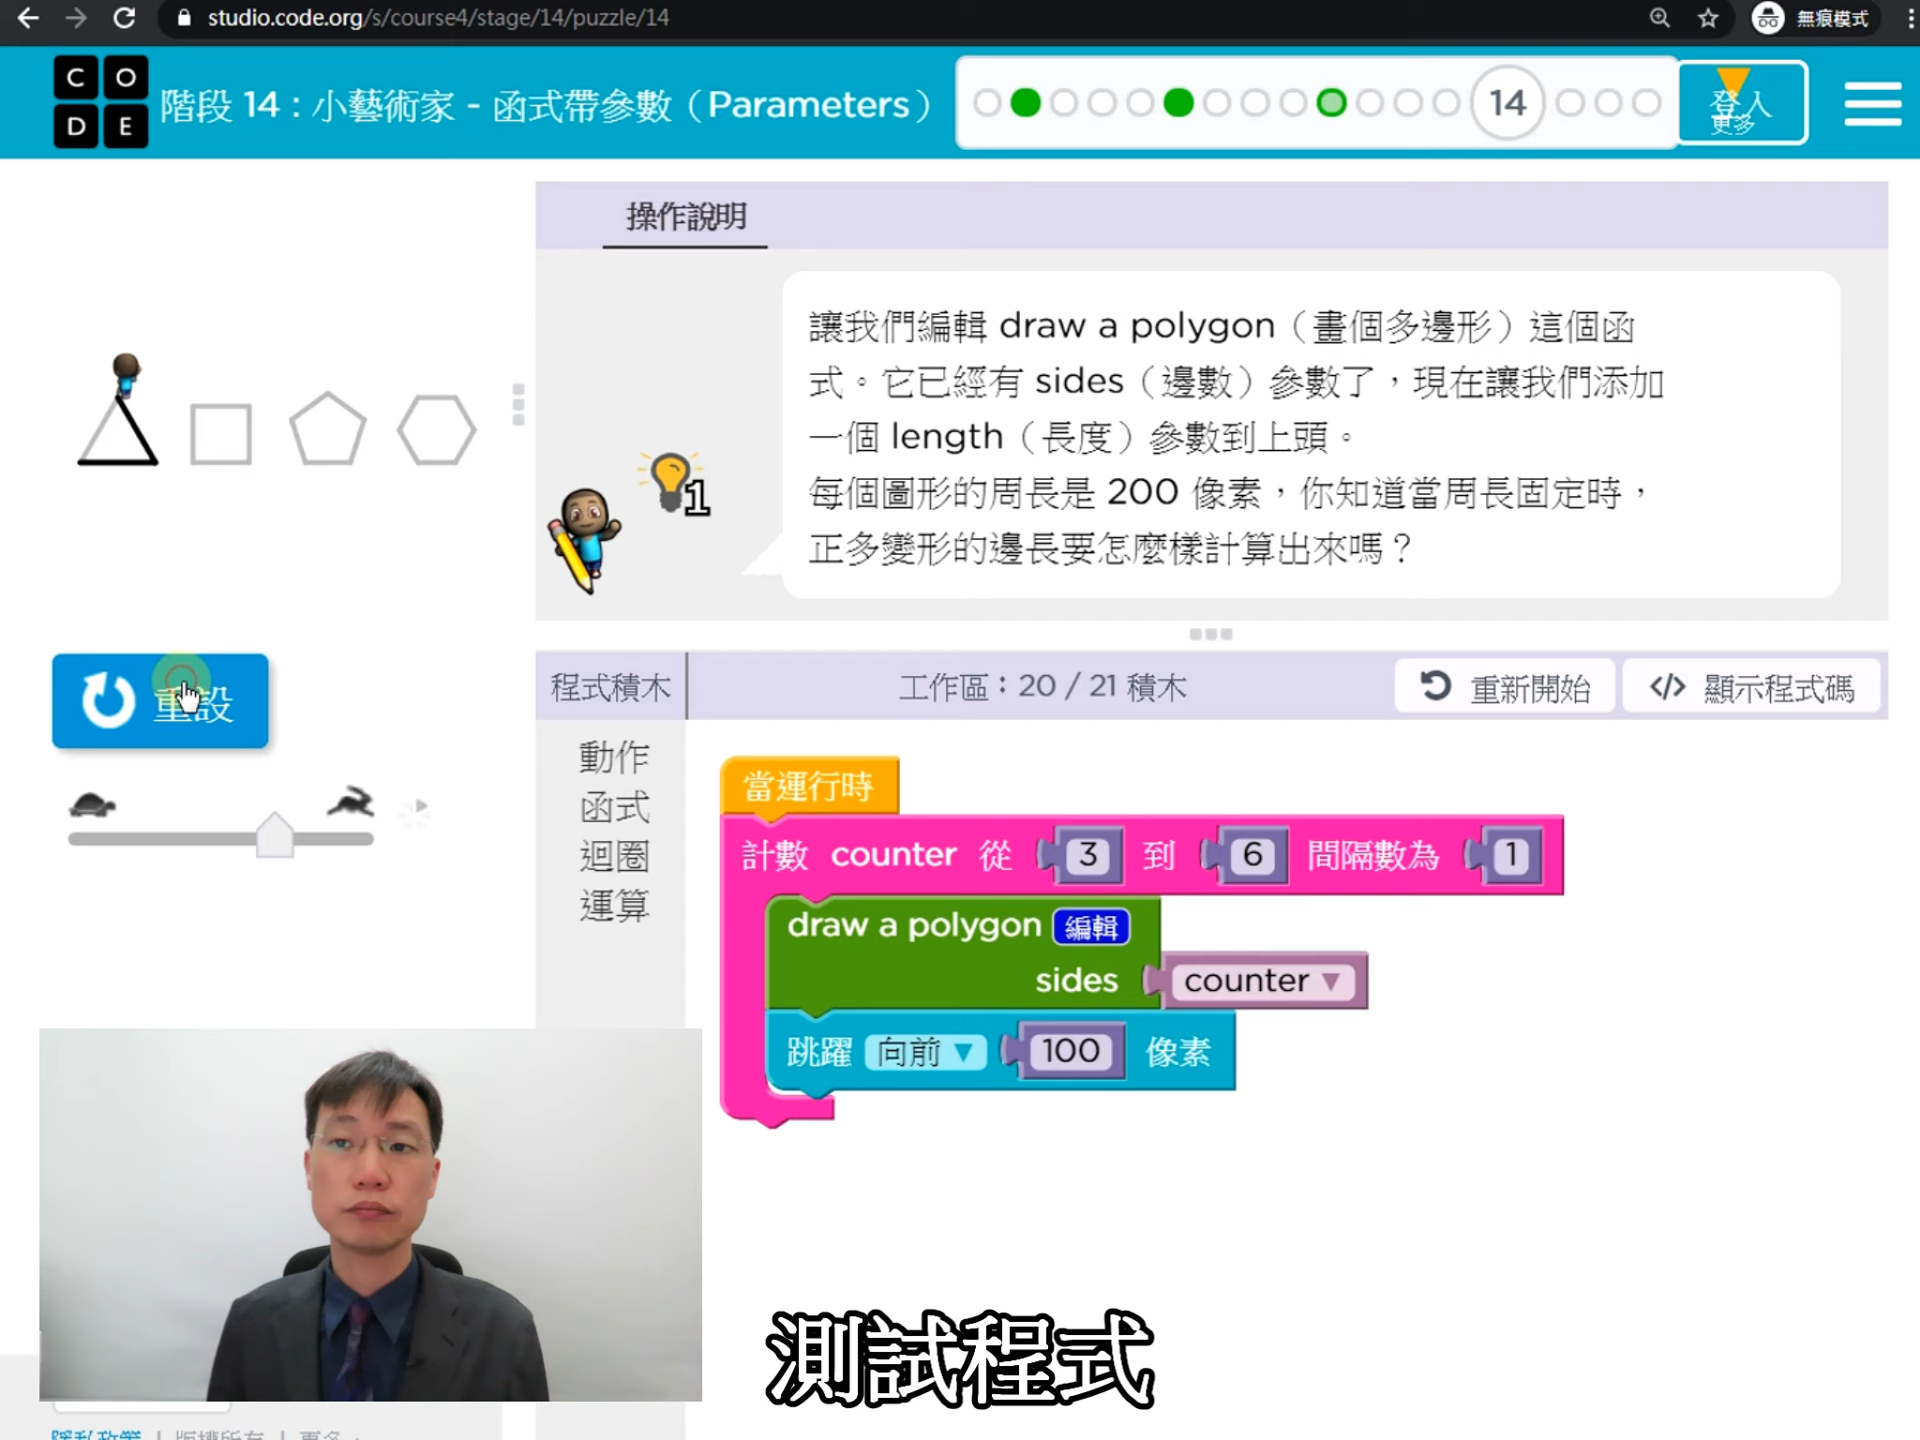 studio.code.org/s/course4/stage/14/puzzle/14
無痕模式
C O
D E
階段 14：小藝術家 - 函式帶參數（Parameters）
14
登入
更多
操作說明
讓我們編輯 draw a polygon（畫個多邊形）這個函
式。它已經有 sides（邊數）參數了，現在讓我們添加
一個 length（長度）參數到上頭。
每個圖形的周長是 200 像素，你知道當周長固定時，
正多變形的邊長要怎麼樣計算出來嗎？
1
重設
程式積木
工作區：20 / 21 積木
重新開始
</> 顯示程式碼
動作
函式
迴圈
運算
當運行時
計數 counter 從 3 到 6 間隔數為 1
draw a polygon 編輯
sides counter
跳躍 向前 100 像素
測試程式